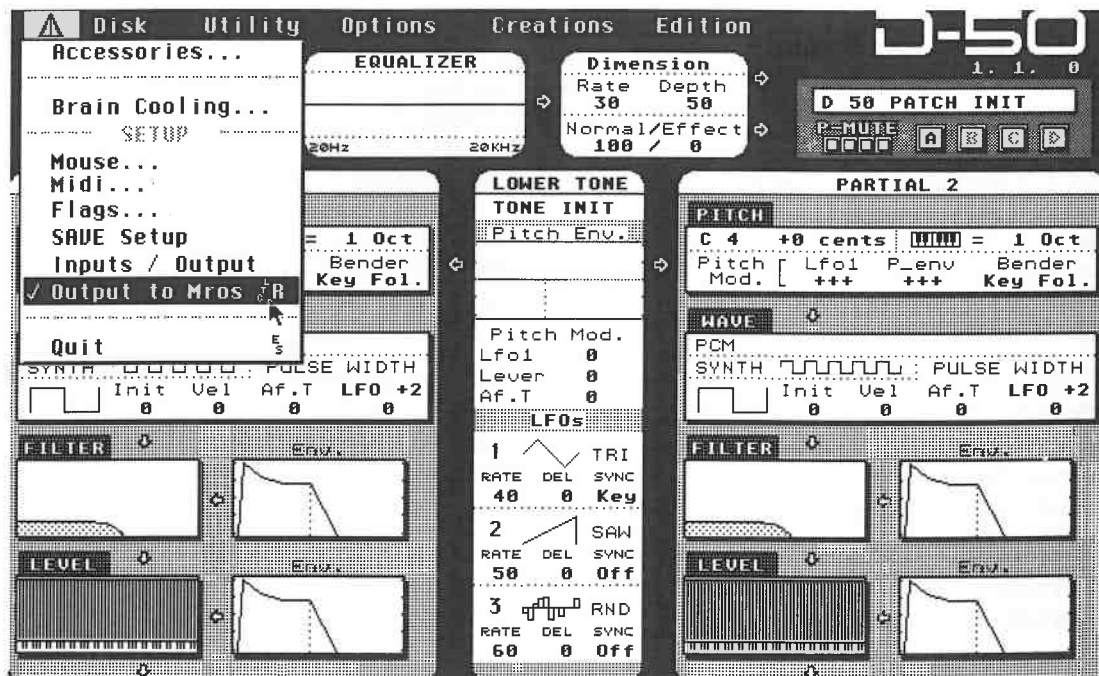 Disk Utility Options Creations Edition
D-50
1. 1. 0
Accessories...
Brain Cooling...
SETUP
Mouse...
Midi...
Flags...
SAVE Setup
Inputs / Output
✓ Output to Mros R
Quit
EQUALIZER
20Hz 20KHz
Dimension
Rate Depth
30 50
Normal/Effect
100 / 0
D 50 PATCH INIT
P-MUTE A B C D
= 1 Oct
Bender
Key Fol.
SYNTH : PULSE WIDTH
Init Vel Af.T LFO +2
0 0 0 0
FILTER Env.
LEVEL Env.
LOWER TONE
TONE INIT
Pitch Env.
Pitch Mod.
Lfo1 0
Lever 0
Af.T 0
LFOs
1 TRI
RATE DEL SYNC
40 0 Key
2 SAW
RATE DEL SYNC
50 0 Off
3 RND
RATE DEL SYNC
60 0 Off
PARTIAL 2
PITCH
C 4 +0 cents = 1 Oct
Pitch Mod. [ Lfo1 P_env Bender
+++ +++ Key Fol.
WAVE
PCM
SYNTH : PULSE WIDTH
Init Vel Af.T LFO +2
0 0 0 0
FILTER Env.
LEVEL Env.